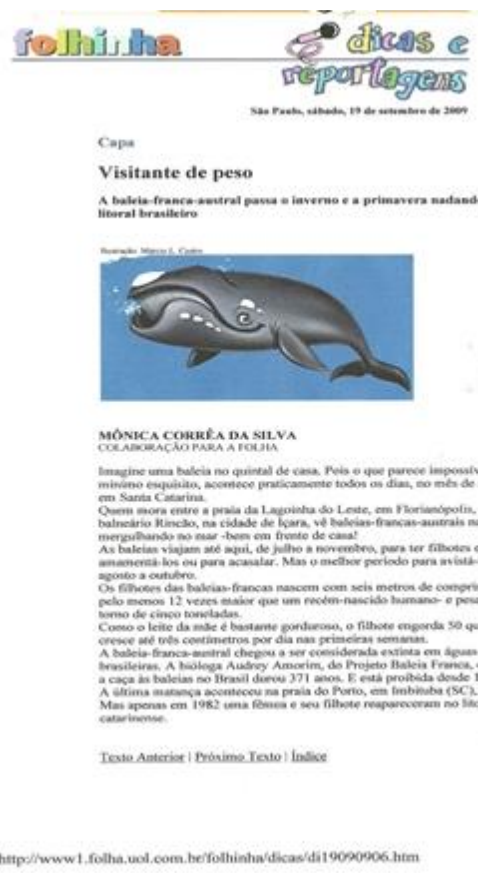 folhinha
dicas e
reportagens
São Paulo, sábado, 19 de setembro de 2009
Capa
Visitante de peso
A baleia-franca-austral passa o inverno e a primavera nadando
litoral brasileiro
Ilustração Márcio L. Castro
MÔNICA CORRÊA DA SILVA
COLABORAÇÃO PARA A FOLHA
Imagine uma baleia no quintal de casa. Pois o que parece impossív
mínimo esquisito, acontece praticamente todos os dias, no mês de
em Santa Catarina.
Quem mora entre a praia da Lagoinha do Leste, em Florianópolis,
balneário Rincão, na cidade de Içara, vê baleias-francas-austrais na
mergulhando no mar -bem em frente de casa!
As baleias viajam até aqui, de julho a novembro, para ter filhotes e
amamentá-los ou para acasalar. Mas o melhor período para avistá-
agosto a outubro.
Os filhotes das baleias-francas nascem com seis metros de compri
pelo menos 12 vezes maior que um recém-nascido humano- e pesa
torno de cinco toneladas.
Como o leite da mãe é bastante gorduroso, o filhote engorda 50 qu
cresce até três centímetros por dia nas primeiras semanas.
A baleia-franca-austral chegou a ser considerada extinta em águas
brasileiras. A bióloga Audrey Amorim, do Projeto Baleia Franca,
a caça às baleias no Brasil durou 371 anos. E está proibida desde 1
A última matança aconteceu na praia do Porto, em Imbituba (SC),
Mas apenas em 1982 uma fêmea e seu filhote reapareceram no lito
catarinense.
Texto Anterior | Próximo Texto | Índice
http://www1.folha.uol.com.br/folhinha/dicas/di19090906.htm